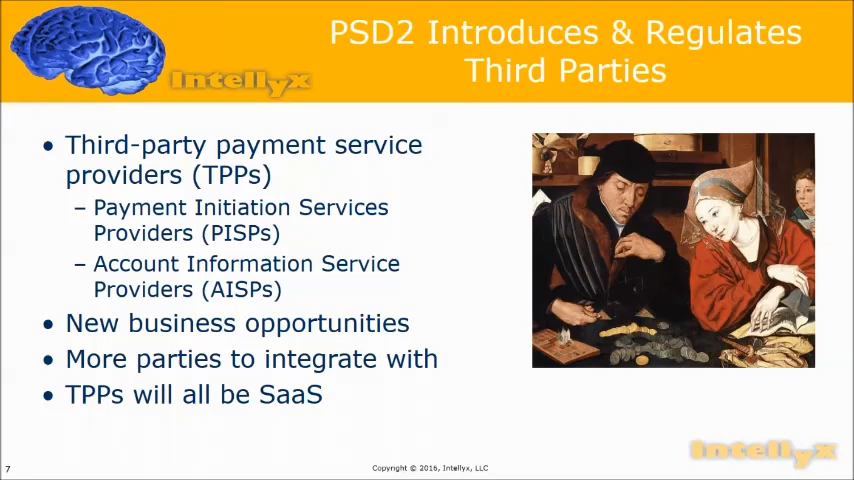 PSD2 Introduces & Regulates
Third Parties
Intellyx
• Third-party payment service
providers (TPPs)
– Payment Initiation Services
Providers (PISPs)
– Account Information Service
Providers (AISPs)
• New business opportunities
• More parties to integrate with
• TPPs will all be SaaS
Intellyx
7
Copyright © 2016, Intellyx, LLC